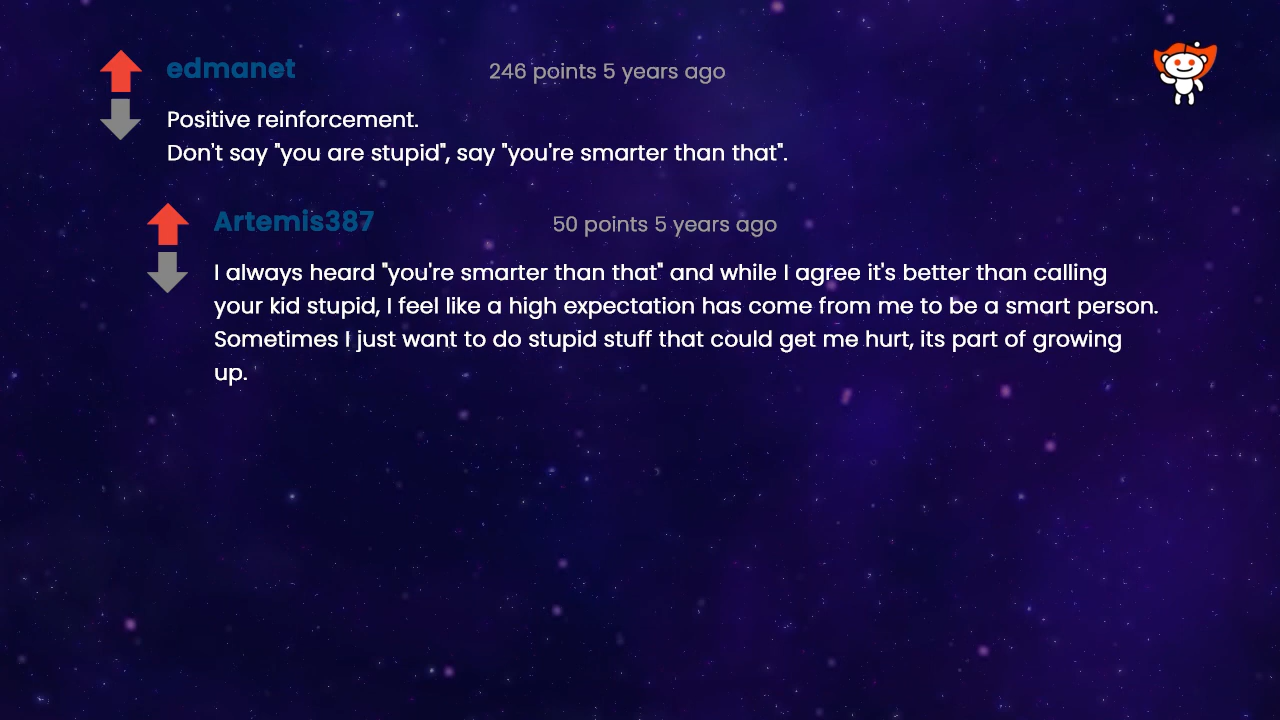 edmanet
246 points 5 years ago
Positive reinforcement.
Don't say "you are stupid", say "you're smarter than that".
Artemis387
50 points 5 years ago
I always heard "you're smarter than that" and while I agree it's better than calling
your kid stupid, I feel like a high expectation has come from me to be a smart person.
Sometimes I just want to do stupid stuff that could get me hurt, its part of growing
up.